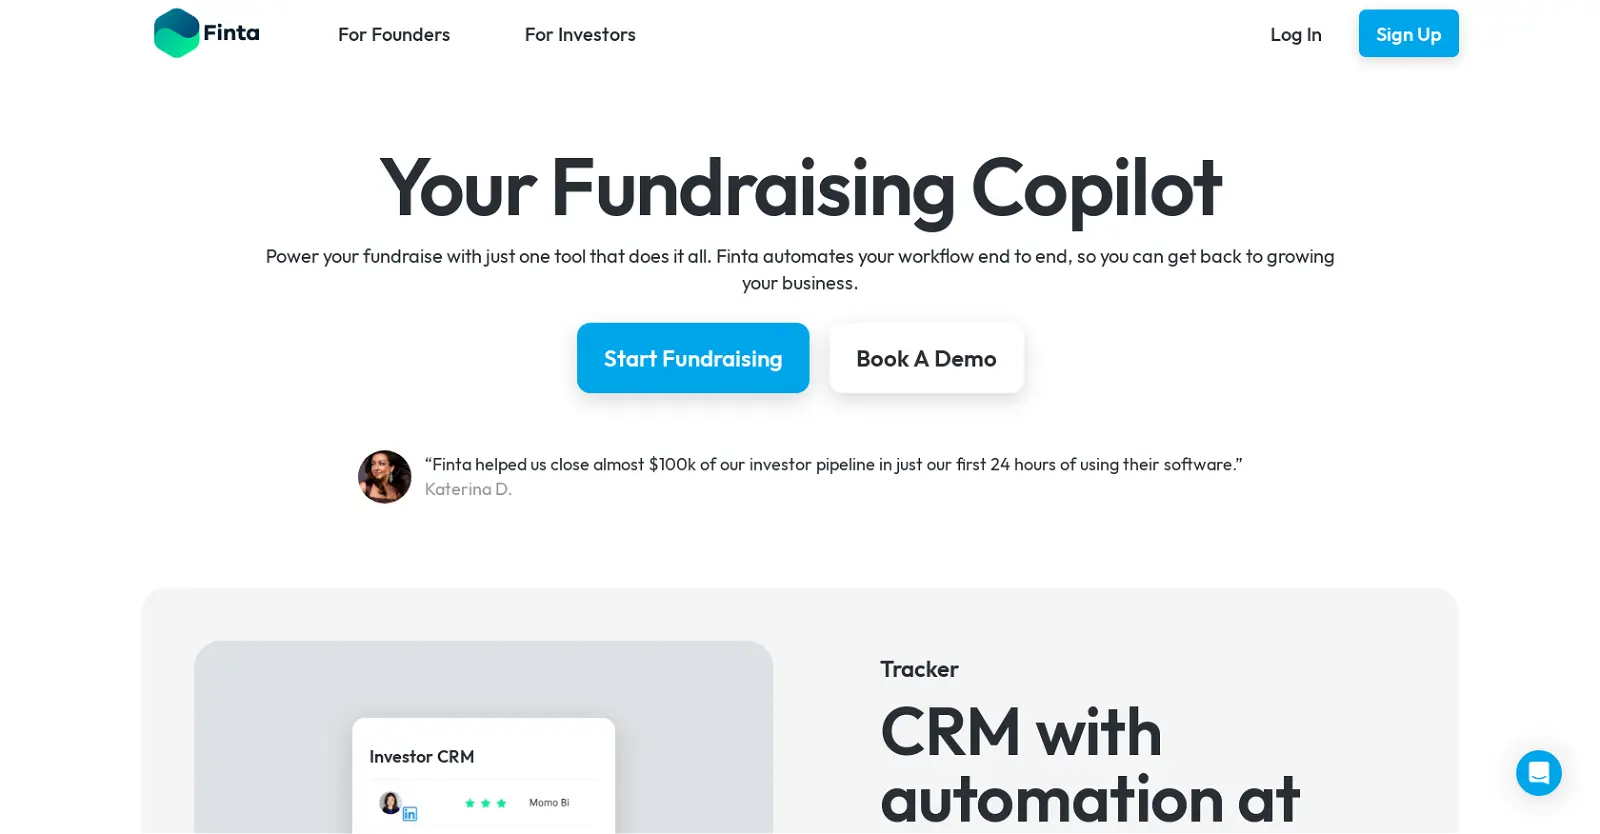 Finta
For Founders
For Investors
Log In
Sign Up
Your Fundraising Copilot
Power your fundraise with just one tool that does it all. Finta automates your workflow end to end, so you can get back to growing
your business.
Start Fundraising
Book A Demo
“Finta helped us close almost $100k of our investor pipeline in just our first 24 hours of using their software.”
Katerina D.
Investor CRM
in
Momo Bi
Tracker
CRM with
automation at